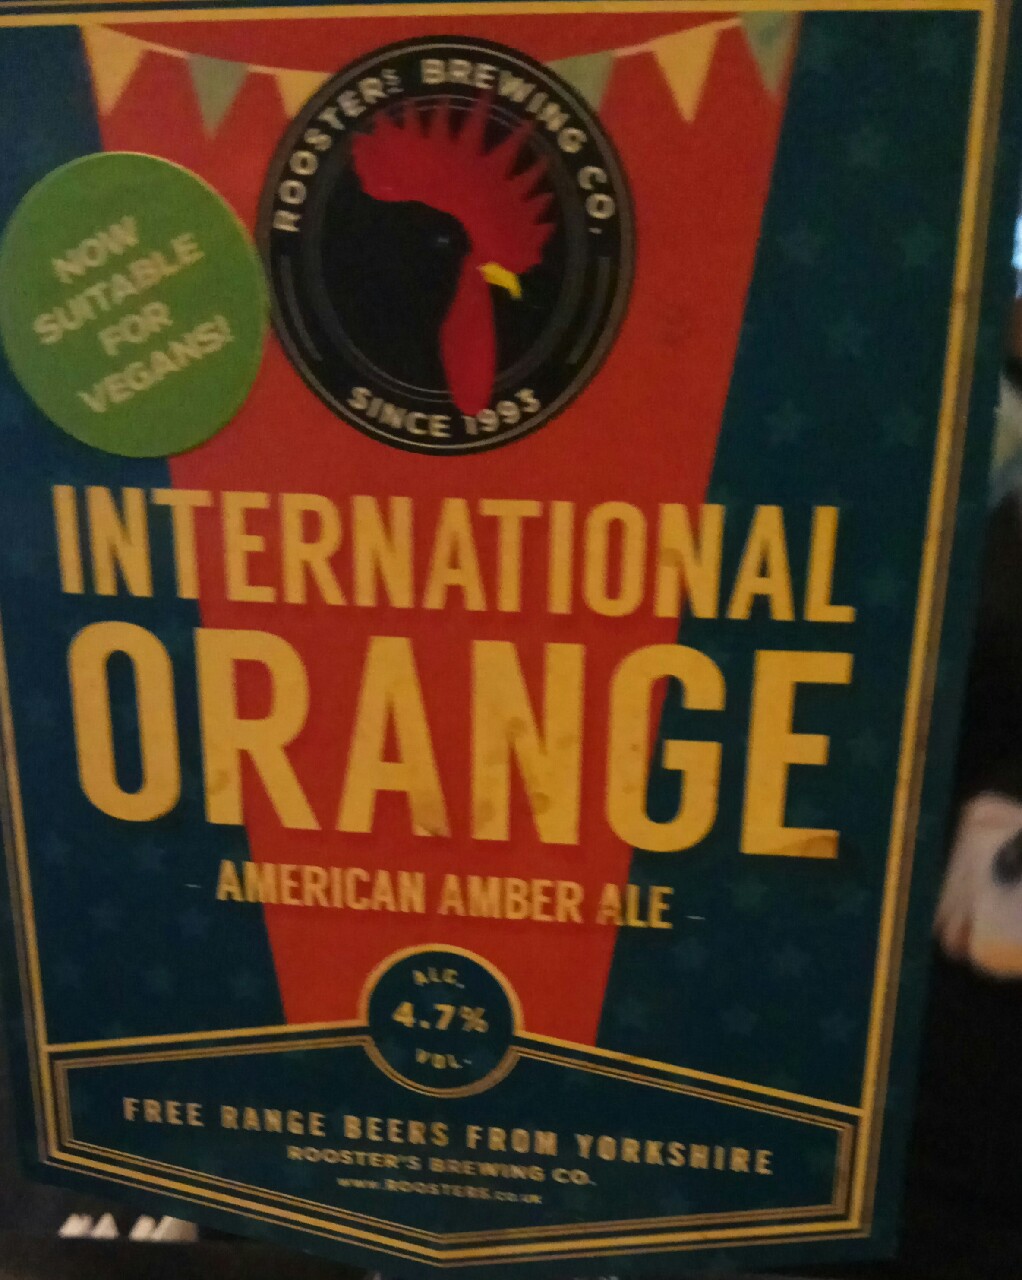 ROOSTER'S BREWING CO.
SINCE 1993
NOW
SUITABLE
FOR
VEGANS!
INTERNATIONAL
ORANGE
- AMERICAN AMBER ALE -
ALC.
4.7%
VOL.
FREE RANGE BEERS FROM YORKSHIRE
ROOSTER'S BREWING CO.
www.ROOSTERS.co.uk